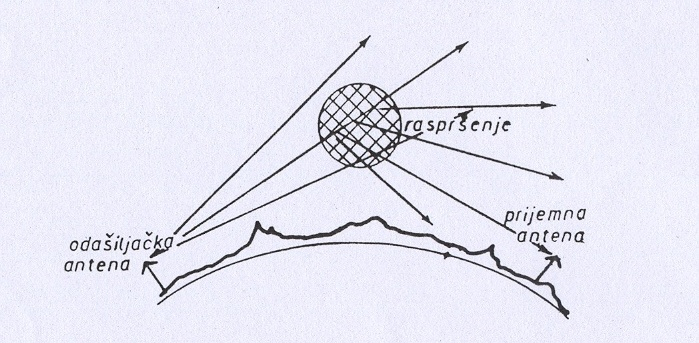 raspršenje
odašiljačka
antena
prijemna
antena